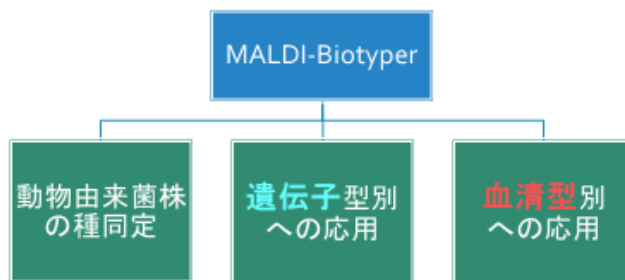 MALDI-Biotyper
動物由来菌株
の種同定
遺伝子型別
への応用
血清型別
への応用